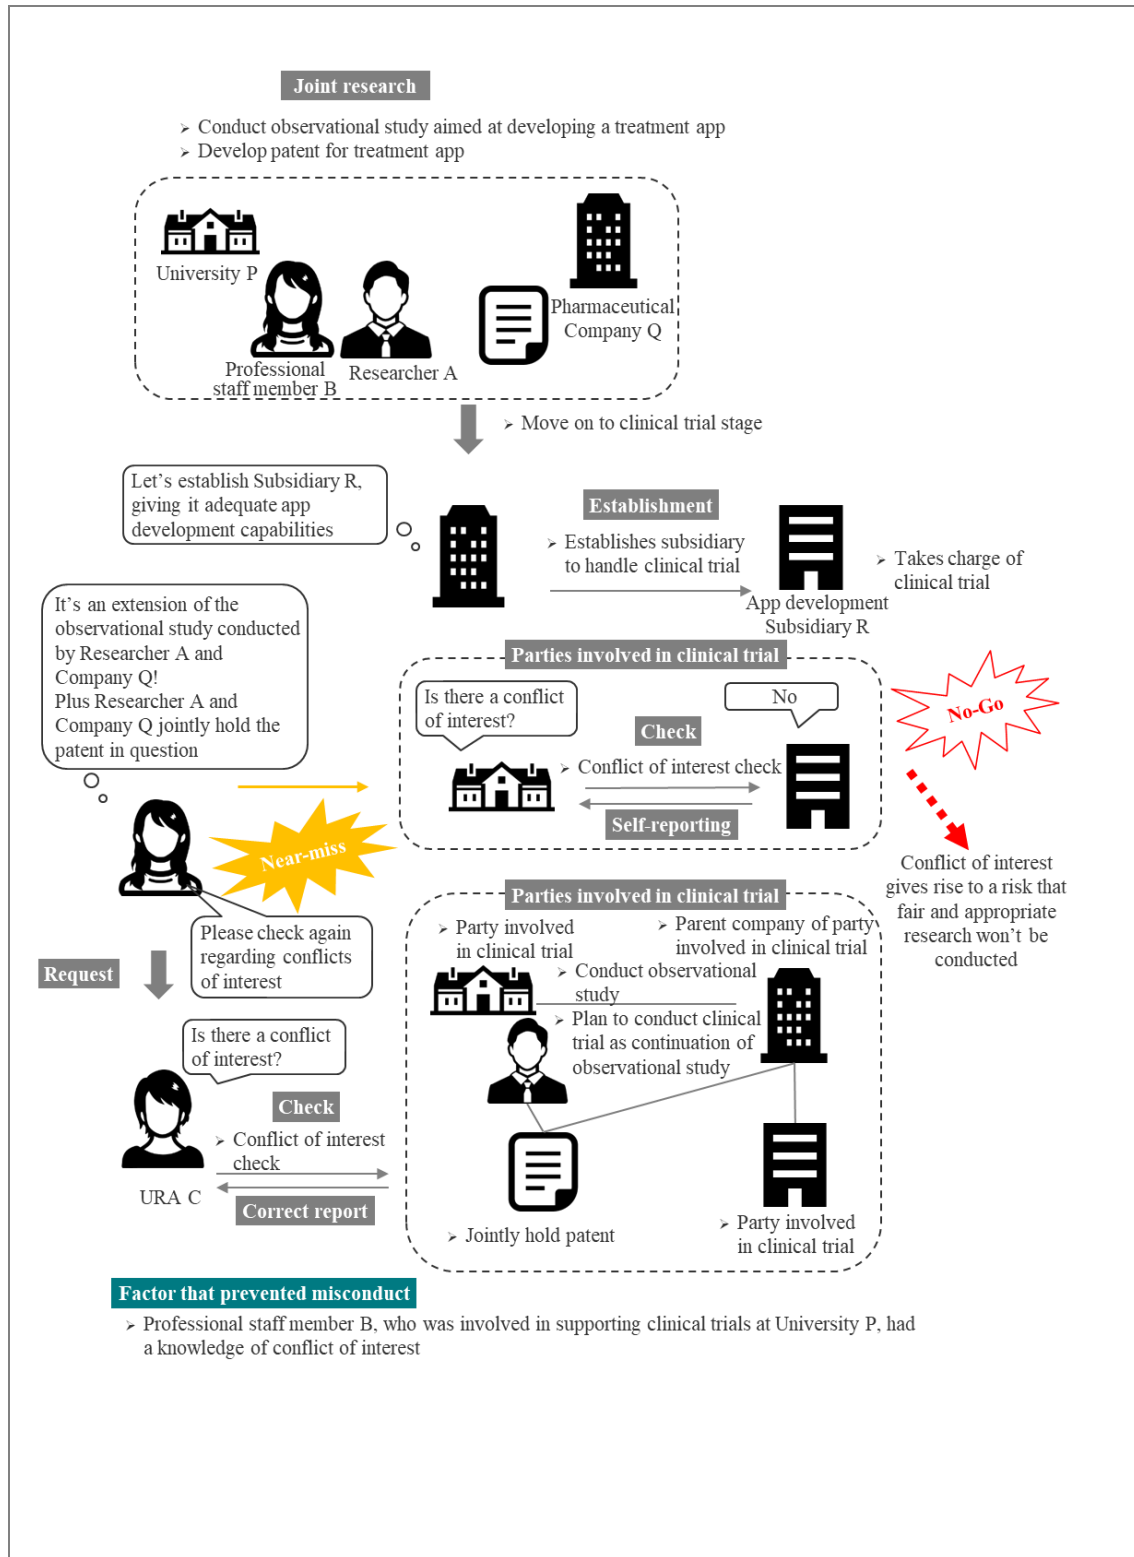 Joint research
➢ Conduct observational study aimed at developing a treatment app
➢ Develop patent for treatment app
University P
Professional
staff member B
Researcher A
Pharmaceutical
Company Q
➢ Move on to clinical trial stage
Let’s establish Subsidiary R,
giving it adequate app
development capabilities
Establishment
➢ Establishes subsidiary
to handle clinical trial
App development
Subsidiary R
➢ Takes charge of
clinical trial
It’s an extension of the
observational study conducted
by Researcher A and
Company Q!
Plus Researcher A and
Company Q jointly hold the
patent in question
Parties involved in clinical trial
Is there a conflict
of interest?
No
Check
➢ Conflict of interest check
Self-reporting
No-Go
Near-miss
Conflict of interest
gives rise to a risk that
fair and appropriate
research won’t be
conducted
Please check again
regarding conflicts
of interest
Request
Parties involved in clinical trial
➢ Party involved
in clinical trial
➢ Parent company of party
involved in clinical trial
➢ Conduct observational
study
➢ Plan to conduct clinical
trial as continuation of
observational study
Is there a conflict
of interest?
URA C
Check
➢ Conflict of interest
check
Correct report
➢ Jointly hold patent
➢ Party involved
in clinical trial
Factor that prevented misconduct
➢ Professional staff member B, who was involved in supporting clinical trials at University P, had
a knowledge of conflict of interest